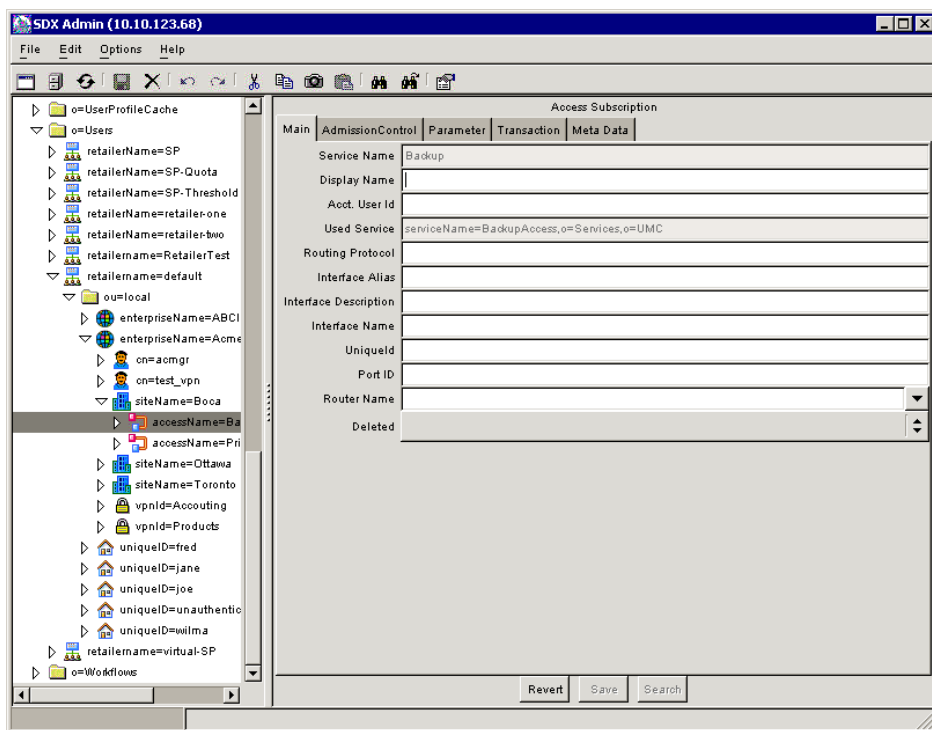 SDX Admin (10.10.123.68)
File Edit Options Help
o=UserProfileCache
o=Users
retailerName=SP
retailerName=SP-Quota
retailerName=SP-Threshold
retailerName=retailer-one
retailerName=retailer-two
retailername=RetailerTest
retailername=default
ou=local
enterpriseName=ABCI
enterpriseName=Acme
cn=acmgr
cn=test_vpn
siteName=Boca
accessName=Ba
accessName=Pri
siteName=Ottawa
siteName=Toronto
vpnId=Accouting
vpnId=Products
uniqueID=fred
uniqueID=jane
uniqueID=joe
uniqueID=unauthentic
uniqueID=wilma
retailername=virtual-SP
o=Workflows
Access Subscription
Main AdmissionControl Parameter Transaction Meta Data
Service Name Backup
Display Name
Acct. User Id
Used Service serviceName=BackupAccess,o=Services,o=UMC
Routing Protocol
Interface Alias
Interface Description
Interface Name
UniqueId
Port ID
Router Name
Deleted
Revert Save Search